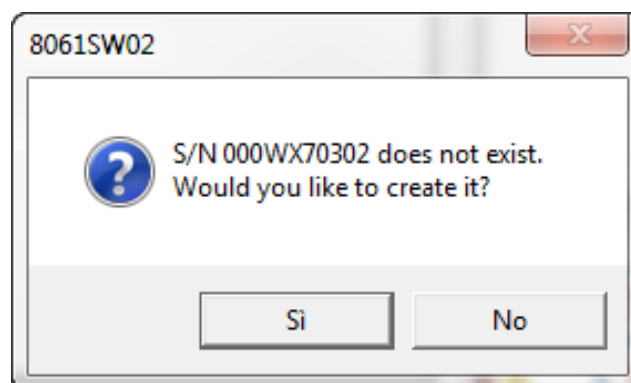 8061SW02
S/N 000WX70302 does not exist.
Would you like to create it?
Sì
No